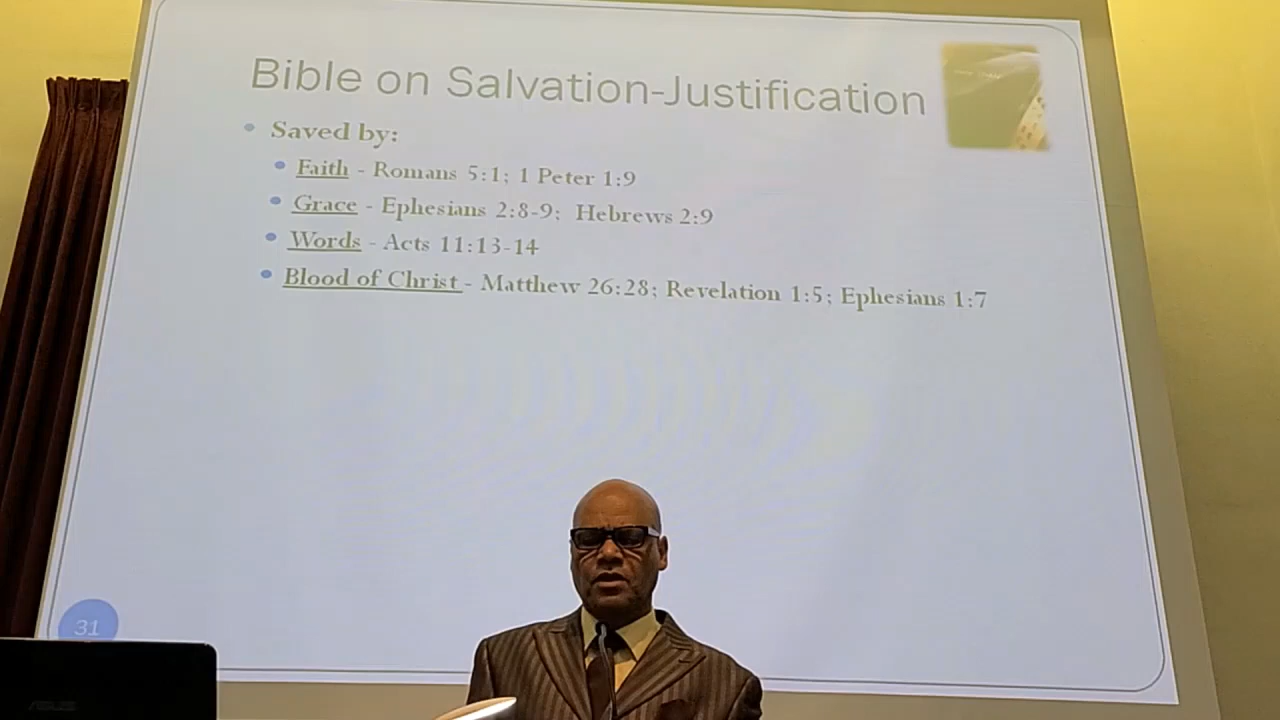 Bible on Salvation-Justification
Saved by:
Faith - Romans 5:1; 1 Peter 1:9
Grace - Ephesians 2:8-9; Hebrews 2:9
Words - Acts 11:13-14
Blood of Christ - Matthew 26:28; Revelation 1:5; Ephesians 1:7
31
ASUS